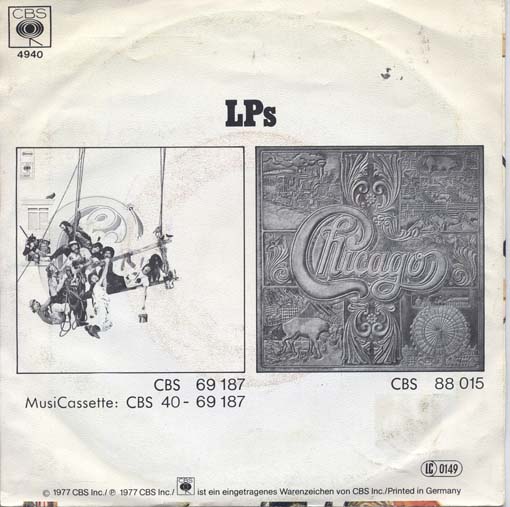 CBS
4940
LPs
Chicago
CBS 69 187
MusiCassette: CBS 40 - 69 187
CBS 88 015
LC 0149
© 1977 CBS Inc./ ℗ 1977 CBS Inc./ CBS ist ein eingetragenes Warenzeichen von CBS Inc./Printed in Germany